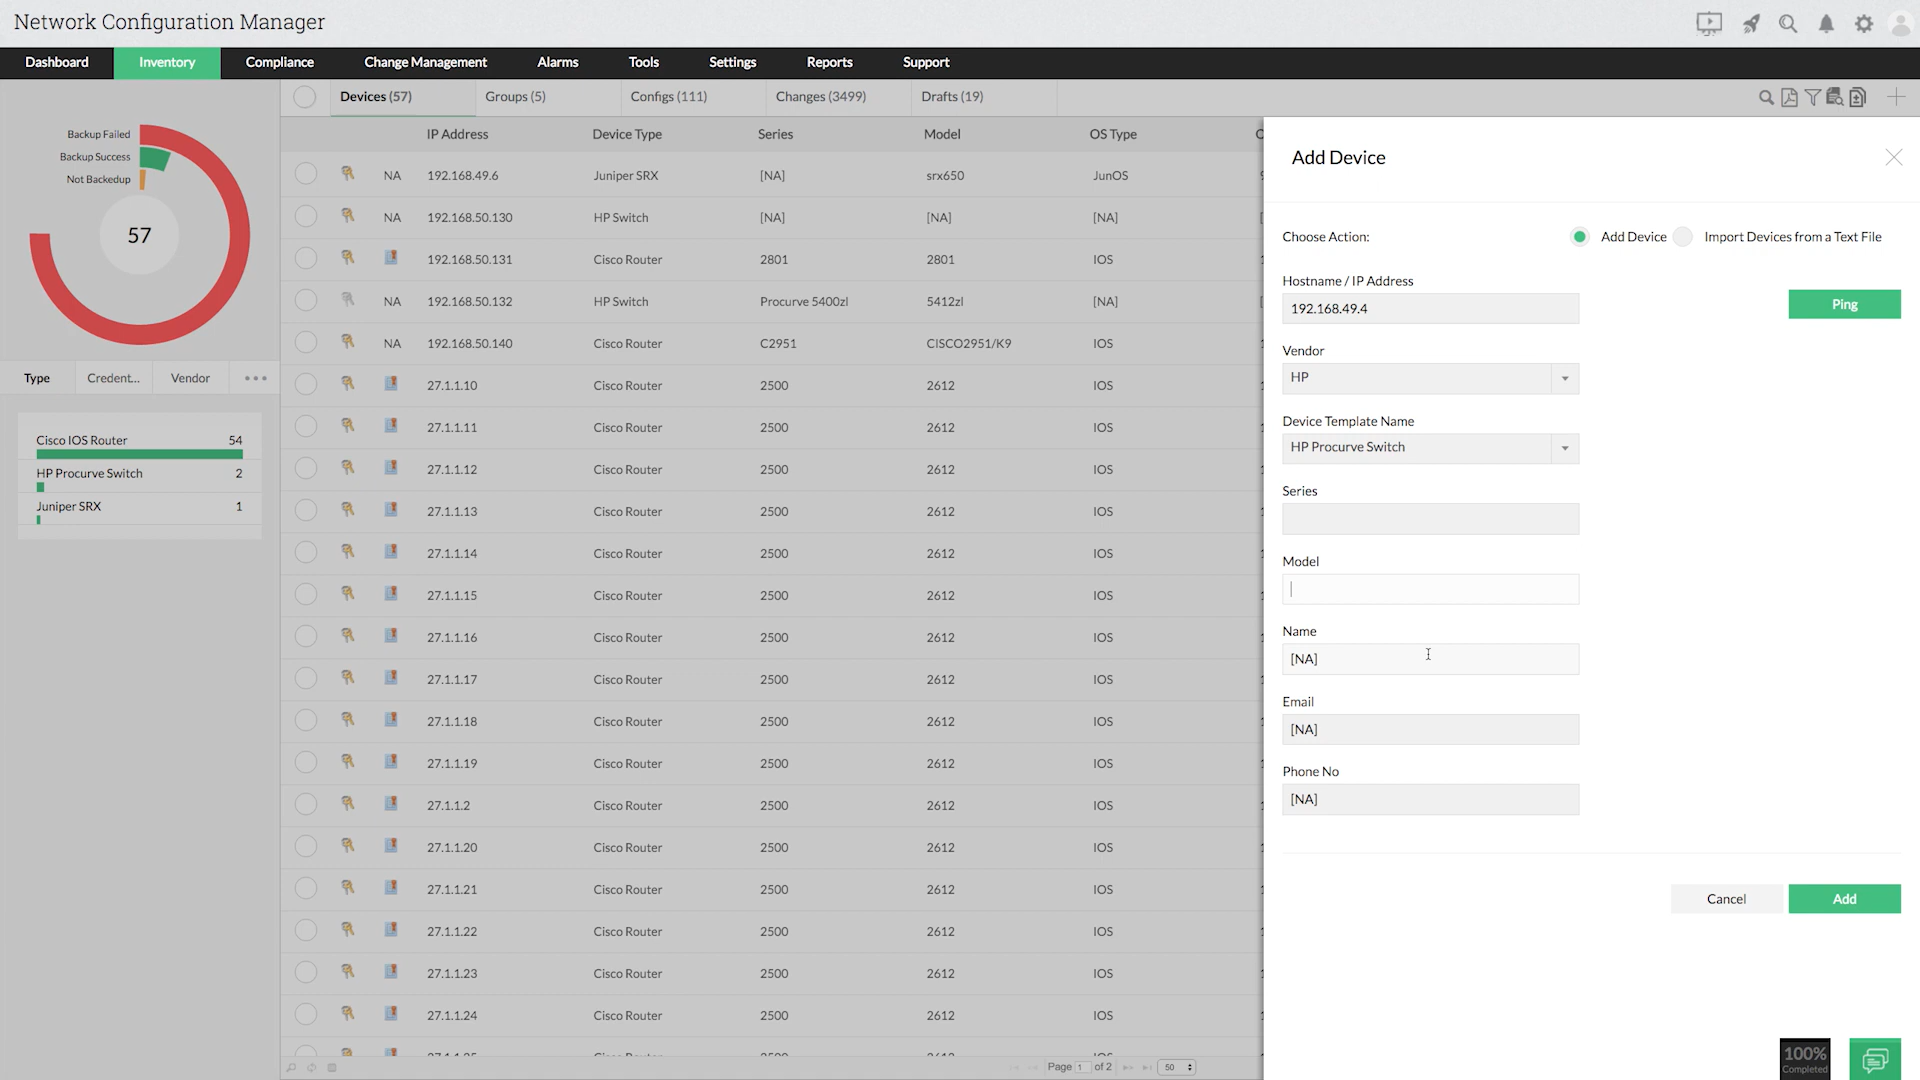 Network Configuration Manager
Dashboard Inventory Compliance Change Management Alarms Tools Settings Reports Support
Devices (57) Groups (5) Configs (111) Changes (3499) Drafts (19)
Backup Failed
Backup Success
Not Backedup
57
Type Credent... Vendor
Cisco IOS Router 54
HP Procurve Switch 2
Juniper SRX 1
IP Address Device Type Series Model OS Type
NA 192.168.49.6 Juniper SRX [NA] srx650 JunOS
NA 192.168.50.130 HP Switch [NA] [NA] [NA]
192.168.50.131 Cisco Router 2801 2801 IOS
NA 192.168.50.132 HP Switch Procurve 5400zl 5412zl [NA]
NA 192.168.50.140 Cisco Router C2951 CISCO2951/K9 IOS
27.1.1.10 Cisco Router 2500 2612 IOS
27.1.1.11 Cisco Router 2500 2612 IOS
27.1.1.12 Cisco Router 2500 2612 IOS
27.1.1.13 Cisco Router 2500 2612 IOS
27.1.1.14 Cisco Router 2500 2612 IOS
27.1.1.15 Cisco Router 2500 2612 IOS
27.1.1.16 Cisco Router 2500 2612 IOS
27.1.1.17 Cisco Router 2500 2612 IOS
27.1.1.18 Cisco Router 2500 2612 IOS
27.1.1.19 Cisco Router 2500 2612 IOS
27.1.1.2 Cisco Router 2500 2612 IOS
27.1.1.20 Cisco Router 2500 2612 IOS
27.1.1.21 Cisco Router 2500 2612 IOS
27.1.1.22 Cisco Router 2500 2612 IOS
27.1.1.23 Cisco Router 2500 2612 IOS
27.1.1.24 Cisco Router 2500 2612 IOS
Page 1 of 2 50
Add Device
Choose Action: Add Device Import Devices from a Text File
Hostname / IP Address
192.168.49.4 Ping
Vendor
HP
Device Template Name
HP Procurve Switch
Series
Model
Name
[NA]
Email
[NA]
Phone No
[NA]
Cancel Add
100%
Completed